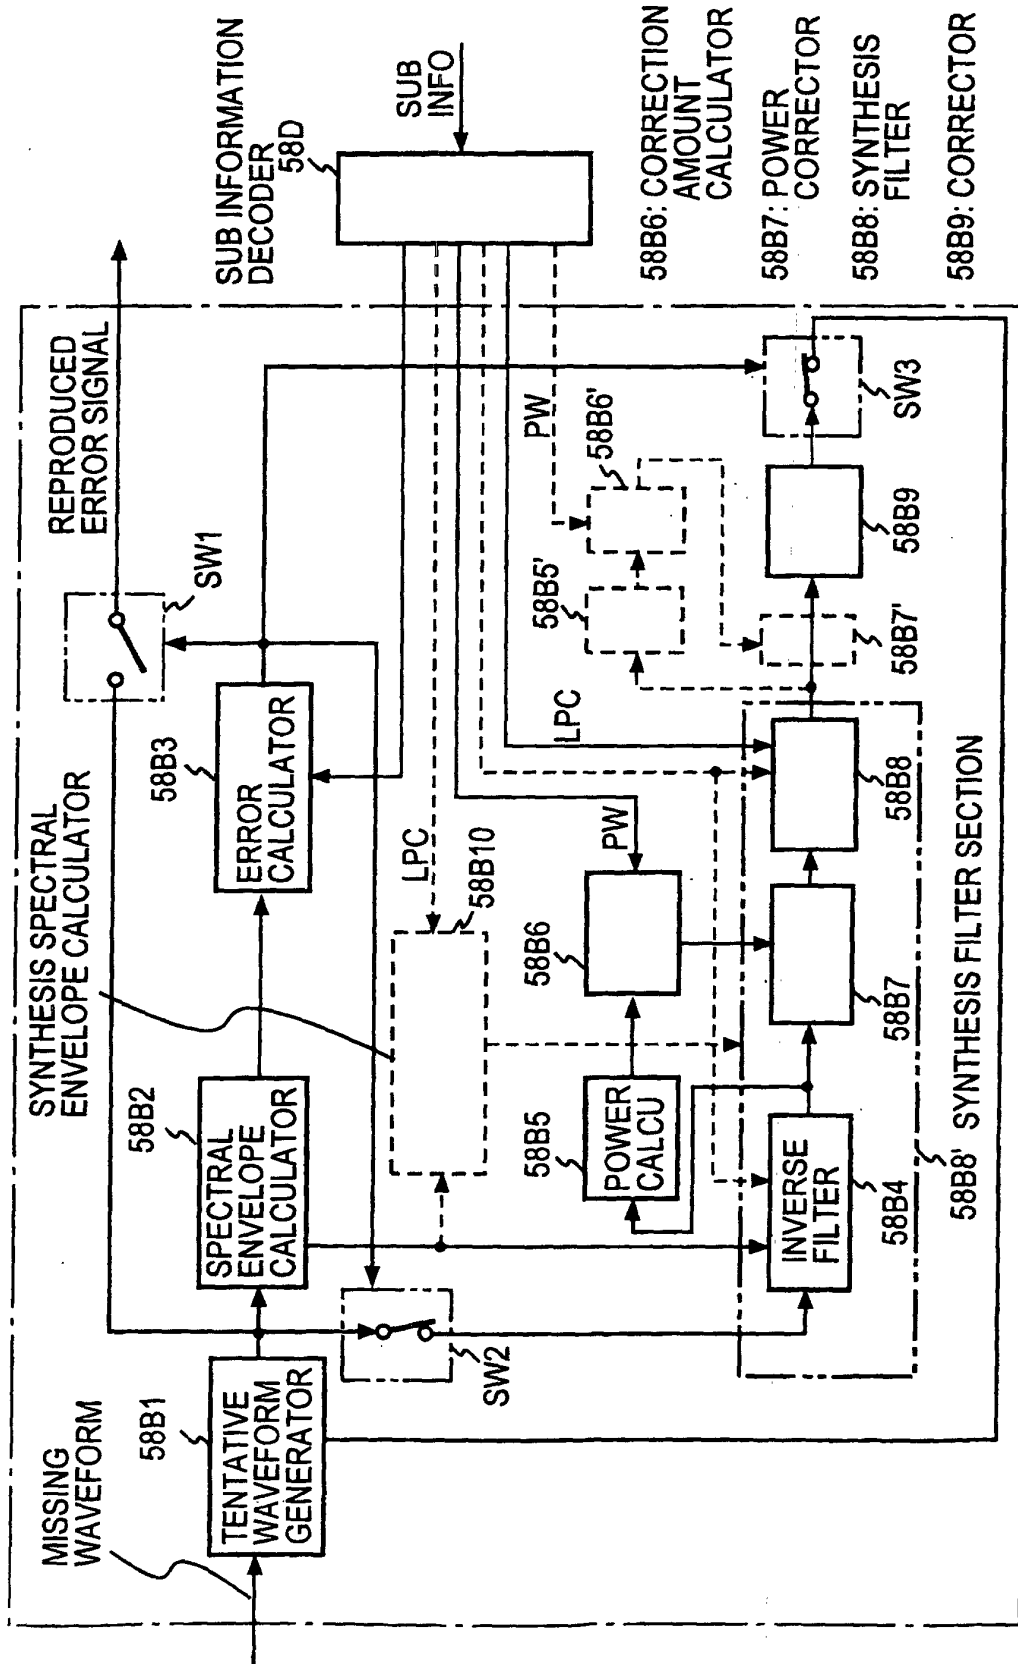 MISSING
WAVEFORM
58B1
TENTATIVE
WAVEFORM
GENERATOR
SYNTHESIS SPECTRAL
ENVELOPE CALCULATOR
58B2
SPECTRAL
ENVELOPE
CALCULATOR
58B3
ERROR
CALCULATOR
SW1
REPRODUCED
ERROR SIGNAL
SUB INFORMATION
DECODER
58D
SUB
INFO
SW2
LPC
58B10
58B5
POWER
CALCU
58B6
PW
LPC
58B5'
58B6'
PW
INVERSE
FILTER
58B4
58B7
58B8
58B7'
58B9
SW3
58B8' SYNTHESIS FILTER SECTION
58B6: CORRECTION
AMOUNT
CALCULATOR
58B7: POWER
CORRECTOR
58B8: SYNTHESIS
FILTER
58B9: CORRECTOR